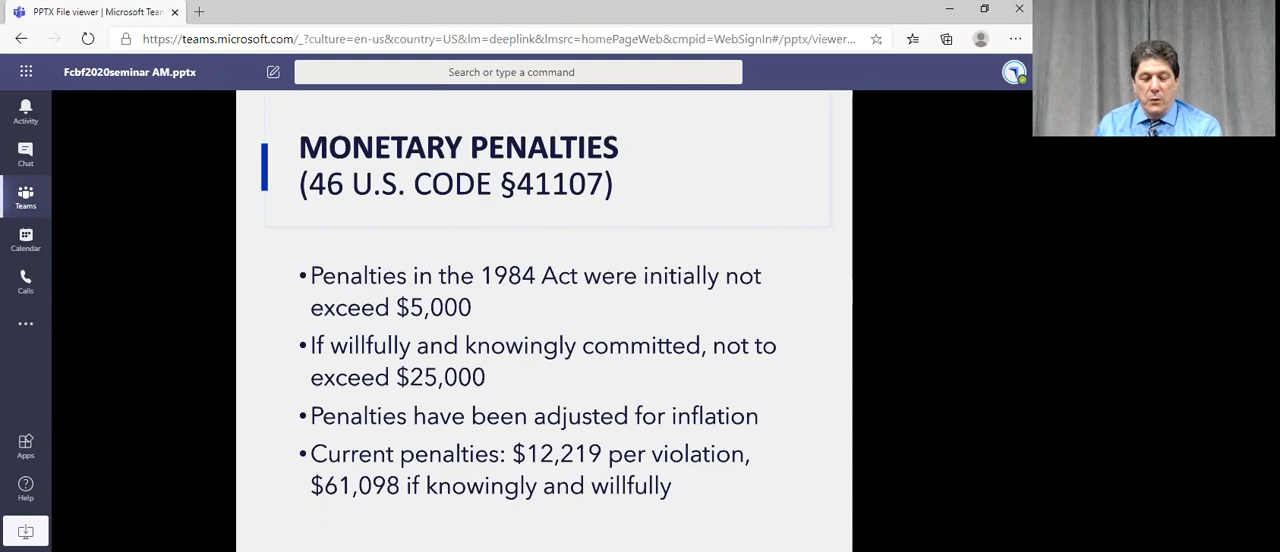 PPTX File viewer | Microsoft Team
https://teams.microsoft.com/_?culture=en-us&country=US&lm=deeplink&lmsrc=homePageWeb&cmpid=WebSignIn#/pptx/viewer...
Fcbf2020seminar AM.pptx
Search or type a command
Activity
Chat
Teams
Calendar
Calls
Apps
Help
MONETARY PENALTIES
(46 U.S. CODE §41107)
•Penalties in the 1984 Act were initially not
exceed $5,000
•If willfully and knowingly committed, not to
exceed $25,000
•Penalties have been adjusted for inflation
•Current penalties: $12,219 per violation,
$61,098 if knowingly and willfully